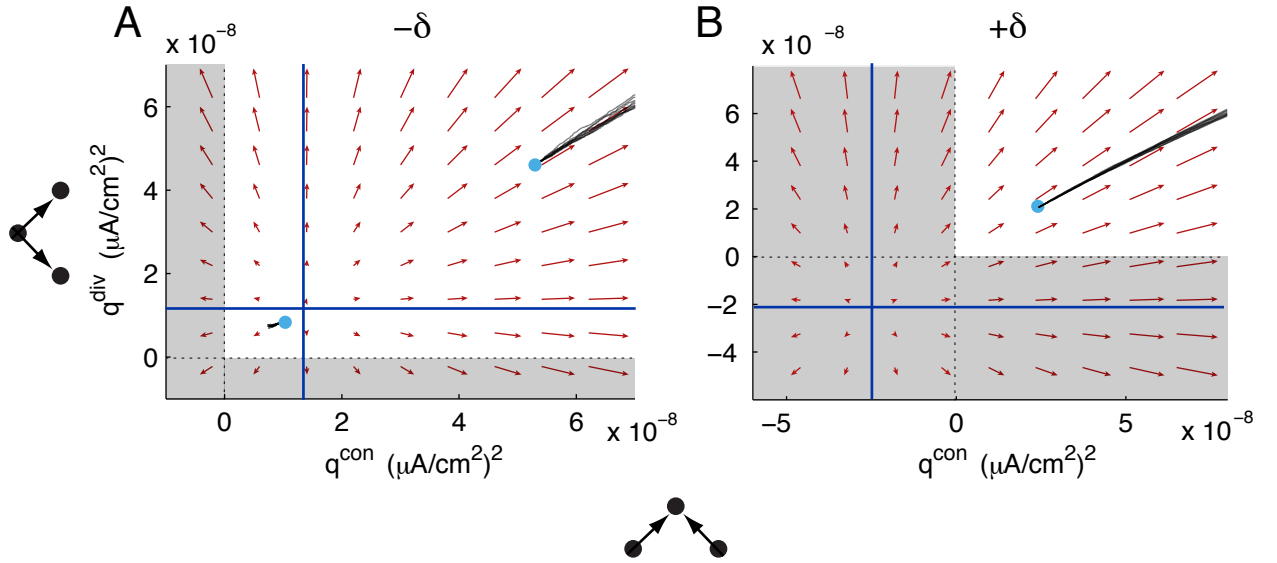 A
−δ
B
+δ
x 10⁻⁸
x 10⁻⁸
6
4
2
0
q^div (μA/cm²)²
6
4
2
0
−2
−4
0
2
4
6
x 10⁻⁸
−5
0
5
x 10⁻⁸
q^con (μA/cm²)²
q^con (μA/cm²)²